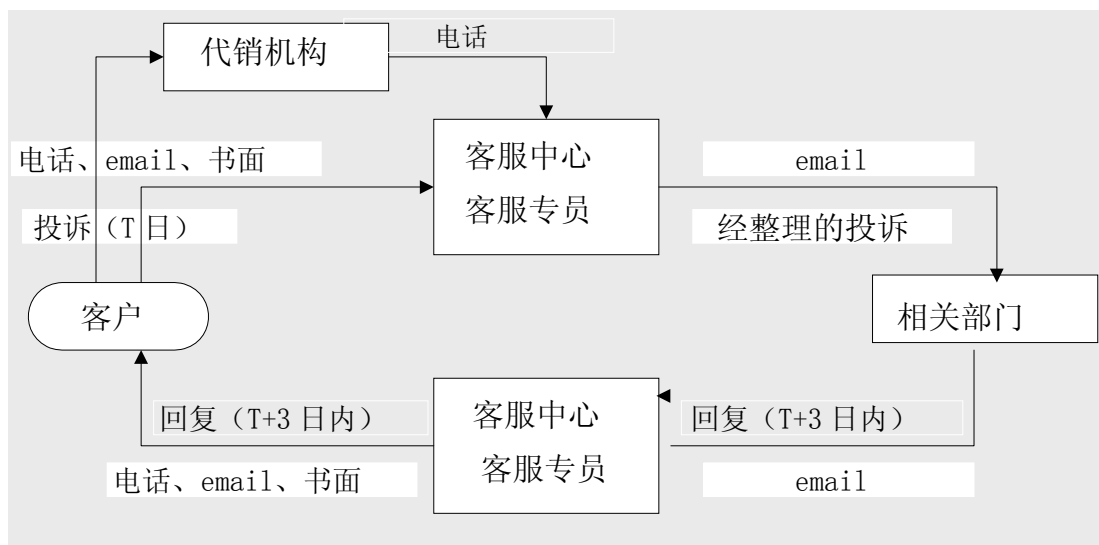 代销机构
电话
客服中心
客服专员
电话、email、书面
email
投诉（T日）
经整理的投诉
客户
相关部门
客服中心
客服专员
回复（T+3 日内）
回复（T+3 日内）
电话、email、书面
email